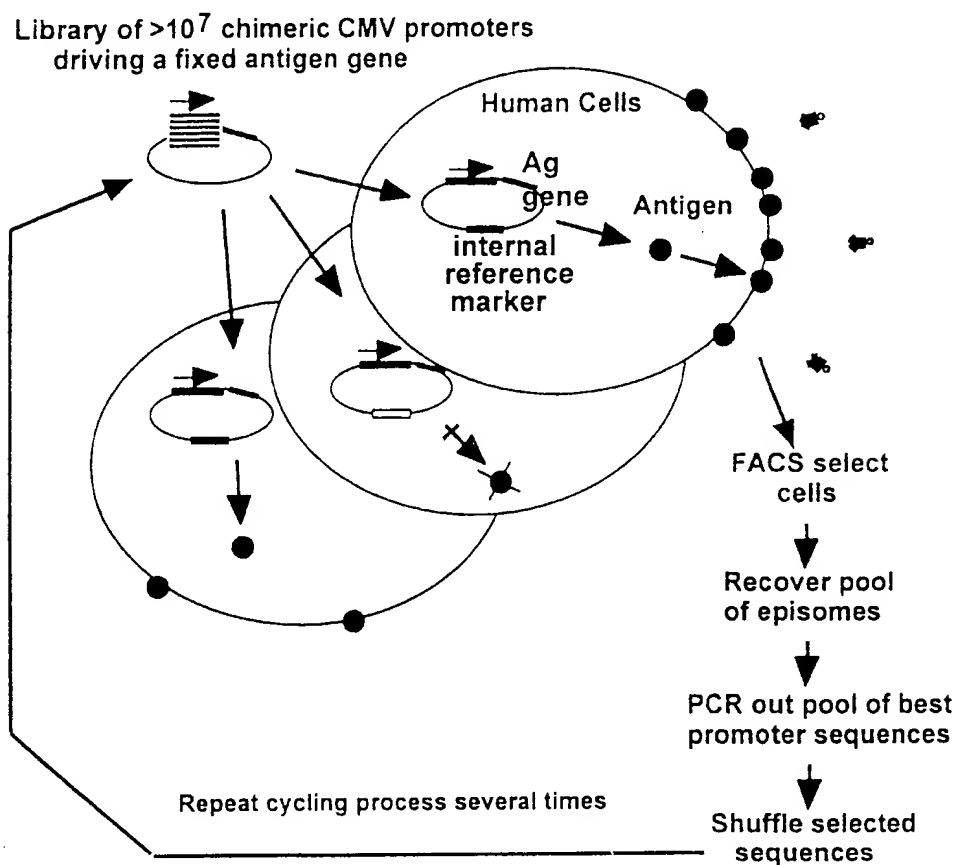 Library of >10⁷ chimeric CMV promoters
driving a fixed antigen gene
Human Cells
Ag
gene
Antigen
internal
reference
marker
FACS select
cells
Recover pool
of episomes
PCR out pool of best
promoter sequences
Shuffle selected
sequences
Repeat cycling process several times